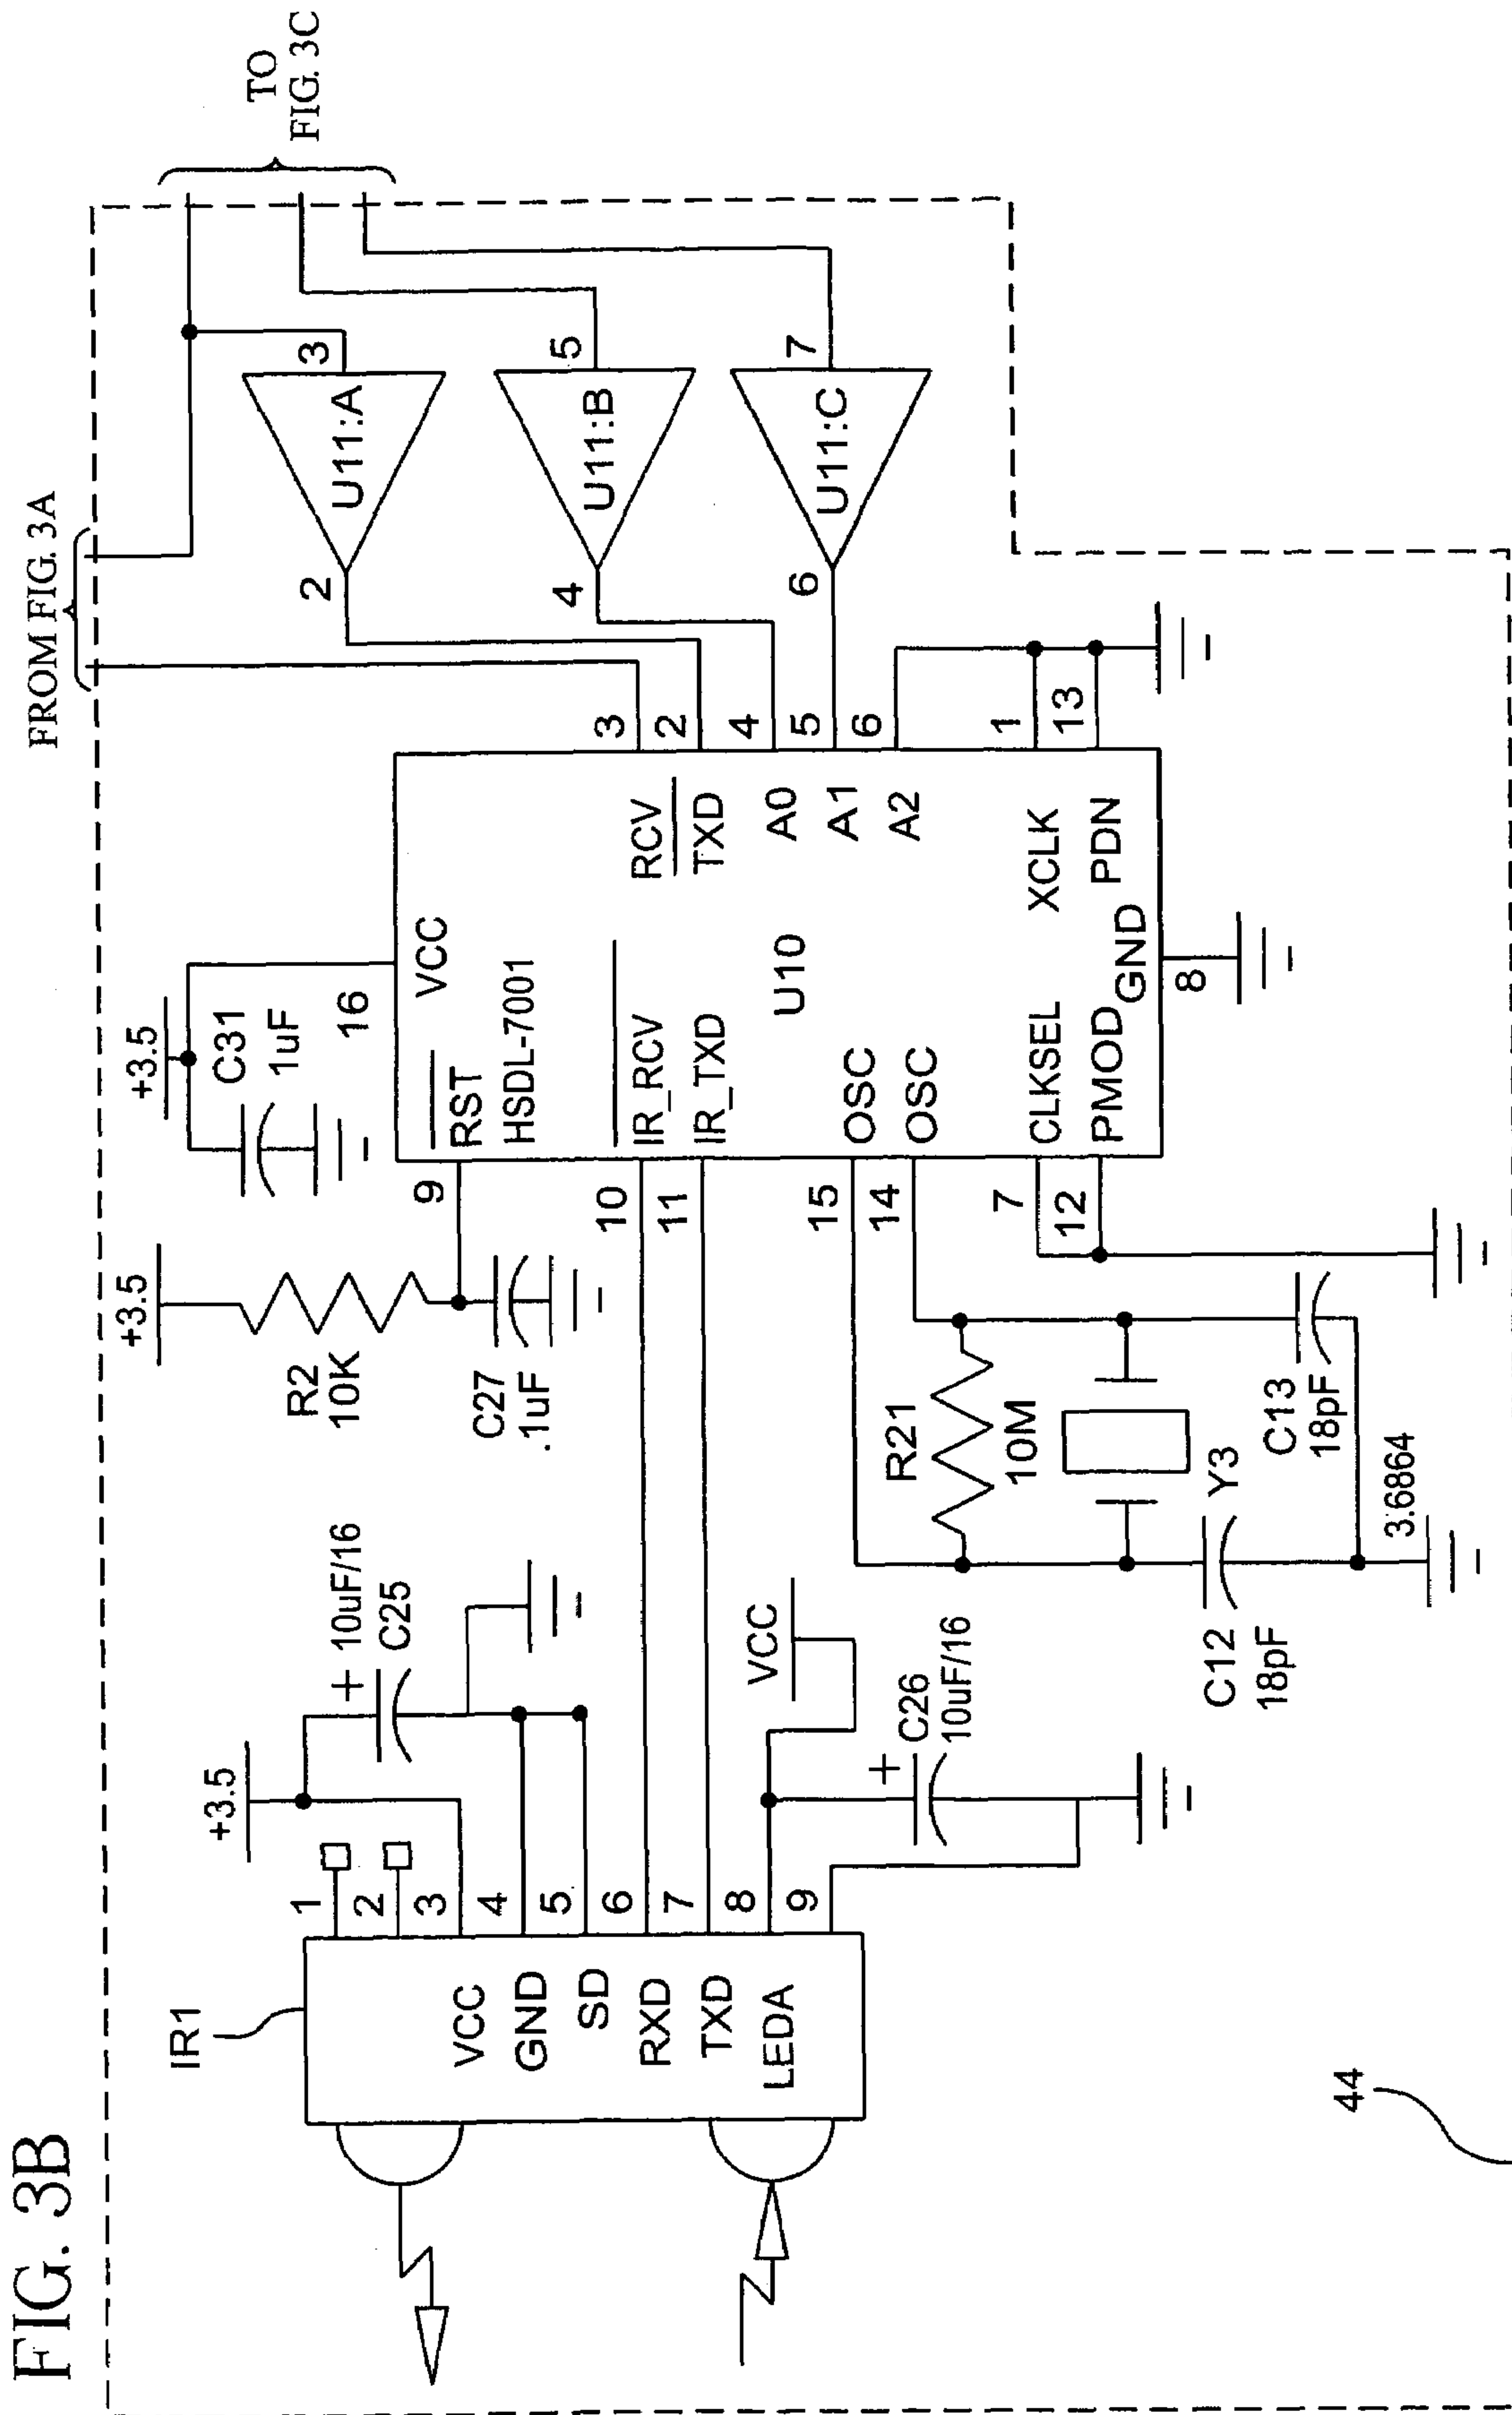 FIG. 3B
FROM FIG. 3A
TO
FIG. 3C
IR1
VCC
GND
SD
RXD
TXD
LEDA
1
2
3
4
5
6
7
8
9
+3.5
+
10uF/16
C25
VCC
+
C26
10uF/16
+3.5
R2
10K
C27
.1uF
+3.5
C31
1uF
16
VCC
9
RST
HSDL-7001
10
IR_RCV
11
IR_TXD
U10
15
OSC
14
OSC
7
CLKSEL
12
PMOD
GND
8
RCV
3
TXD
2
A0
4
A1
5
A2
6
XCLK
1
PDN
13
R21
10M
Y3
C12
18pF
C13
18pF
3.6864
2
U11:A
3
4
U11:B
5
6
U11:C
7
44